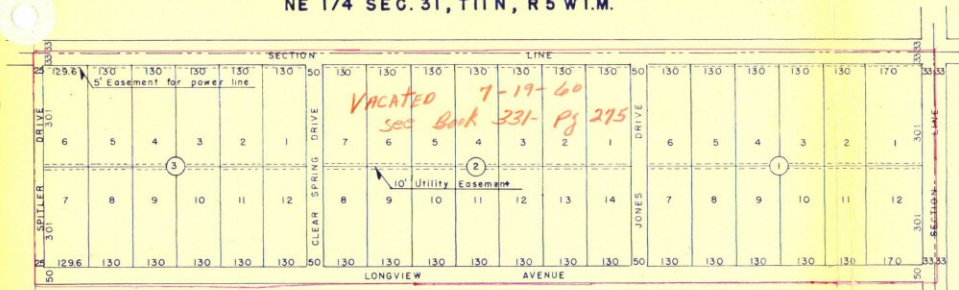 NE 1/4 SEC. 31, T11N, R5W I.M.
33 33
SECTION LINE
25 129.6 130 130 130 130 130 50 130 130 130 130 130 130 130 130 130 130 130 130 170 33 33
5' Easement for power line
VACATED 7-19-60
see Book 331- Pg 275
301 DRIVE 6 5 4 3 2 1 DRIVE 7 6 5 4 3 2 1 DRIVE 6 5 4 3 2 1 301 LINE
3 2 1
10' Utility Easement
SPITLER 301 7 8 9 10 11 12 CLEAR SPRING 8 9 10 11 12 13 14 JONES 7 8 9 10 11 12 301 SECTION
25 129.6 130 130 130 130 130 50 130 130 130 130 130 130 130 50 130 130 130 130 130 170 33 33
50 LONGVIEW AVENUE 50